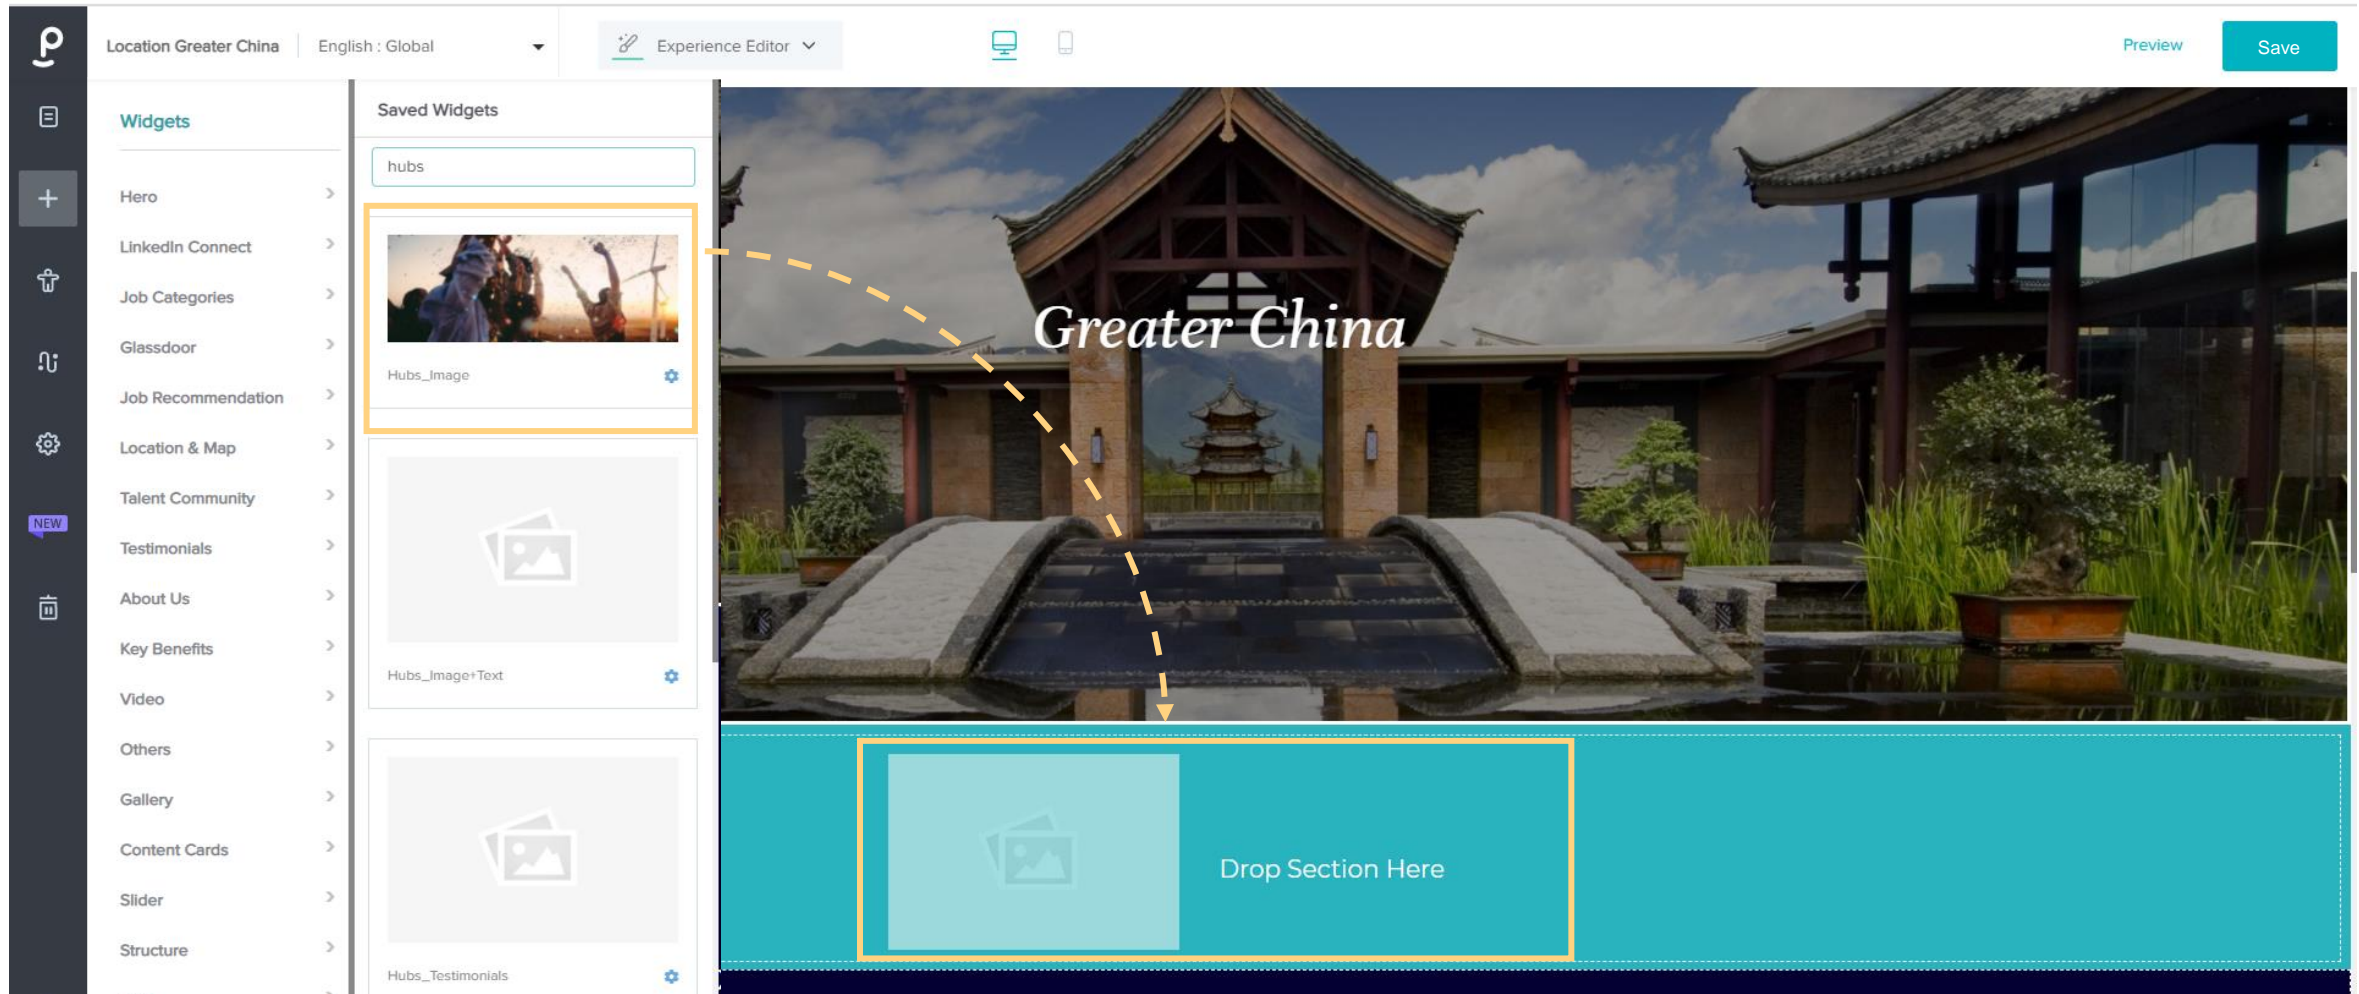 Location Greater China
English : Global
Experience Editor
Preview
Save
NEW
Widgets
Hero
LinkedIn Connect
Job Categories
Glassdoor
Job Recommendation
Location & Map
Talent Community
Testimonials
About Us
Key Benefits
Video
Others
Gallery
Content Cards
Slider
Structure
Saved Widgets
hubs
Hubs_Image
Hubs_Image+Text
Hubs_Testimonials
Greater China
Drop Section Here